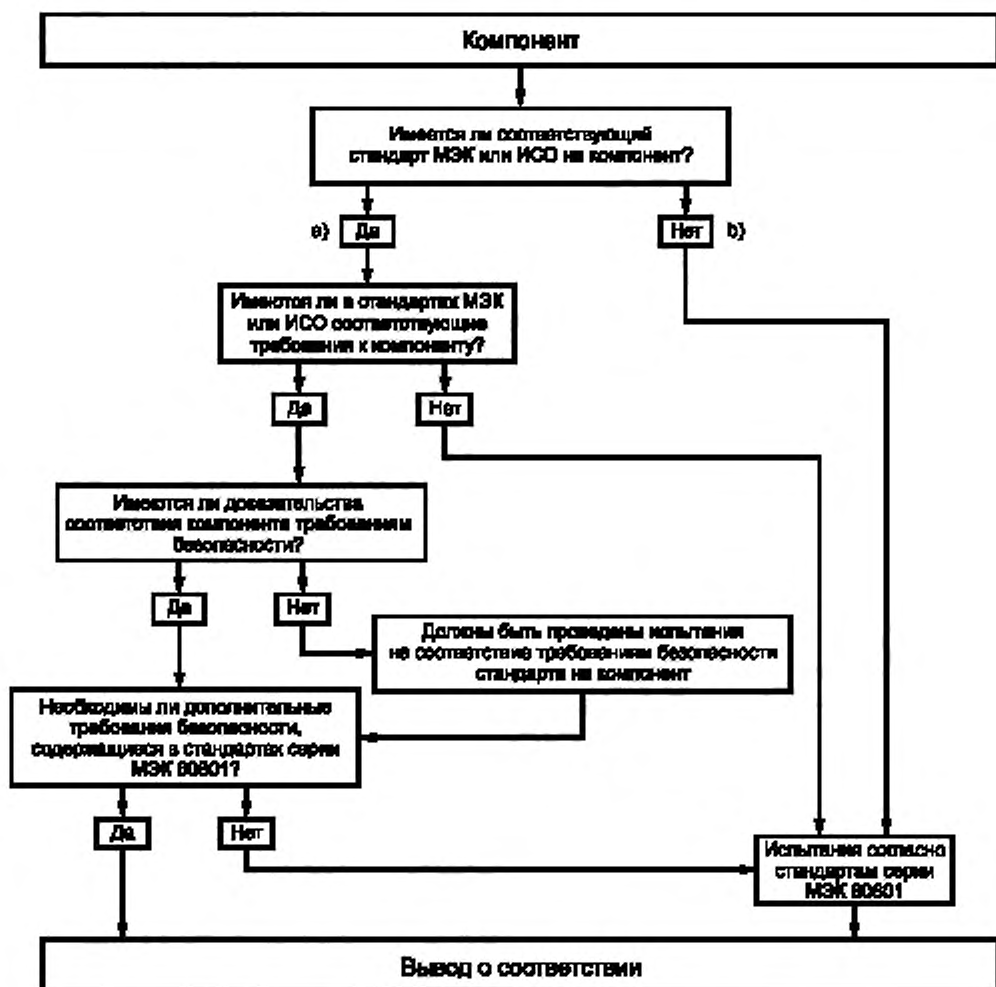 Компонент
Имеется ли соответствующий
стандарт МЭК или ИСО на компонент?
a) Да
Нет b)
Имеются ли в стандартах МЭК
или ИСО соответствующие
требования к компоненту?
Да
Нет
Имеются ли доказательства
соответствия компонента требованиям
безопасности?
Да
Нет
Должны быть проведены испытания
на соответствие требованиям безопасности
стандарта на компонент
Необходимы ли дополнительные
требования безопасности,
содержащиеся в стандартах серии
МЭК 60601?
Да
Нет
Испытания согласно
стандартам серии
МЭК 60601
Вывод о соответствии